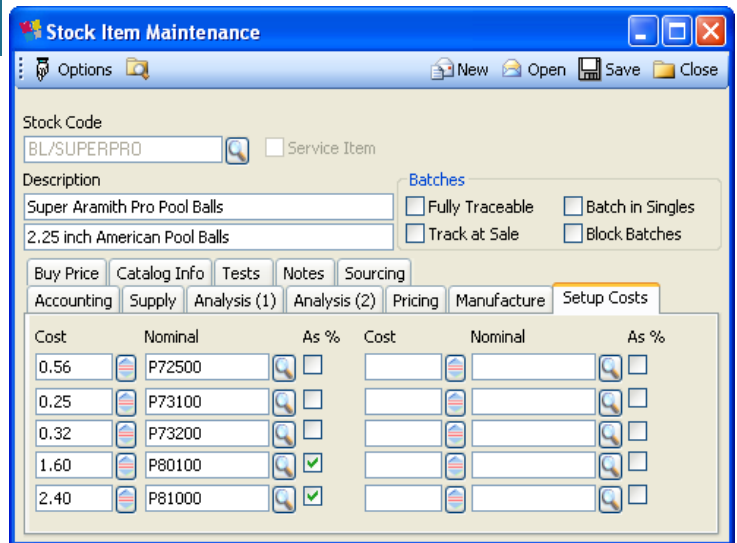 Stock Item Maintenance
Options New Open Save Close
Stock Code
BL/SUPERPRO Service Item
Description Batches
Super Aramith Pro Pool Balls Fully Traceable Batch in Singles
2.25 inch American Pool Balls Track at Sale Block Batches
Buy Price Catalog Info Tests Notes Sourcing
Accounting Supply Analysis (1) Analysis (2) Pricing Manufacture Setup Costs
Cost Nominal As % Cost Nominal As %
0.56 P72500
0.25 P73100
0.32 P73200
1.60 P80100
2.40 P81000